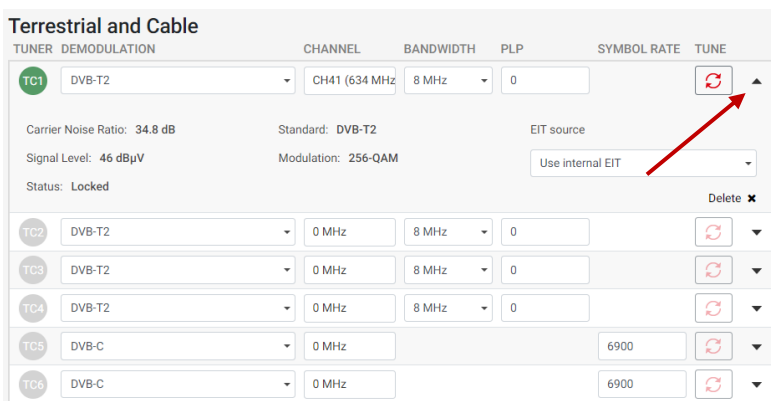 Terrestrial and Cable
TUNER DEMODULATION CHANNEL BANDWIDTH PLP SYMBOL RATE TUNE
TC1 DVB-T2 CH41 (634 MHz 8 MHz 0
Carrier Noise Ratio: 34.8 dB Standard: DVB-T2 EIT source
Signal Level: 46 dBµV Modulation: 256-QAM Use internal EIT
Status: Locked
Delete ×
TC2 DVB-T2 0 MHz 8 MHz 0
TC3 DVB-T2 0 MHz 8 MHz 0
TC4 DVB-T2 0 MHz 8 MHz 0
TC5 DVB-C 0 MHz 6900
TC6 DVB-C 0 MHz 6900